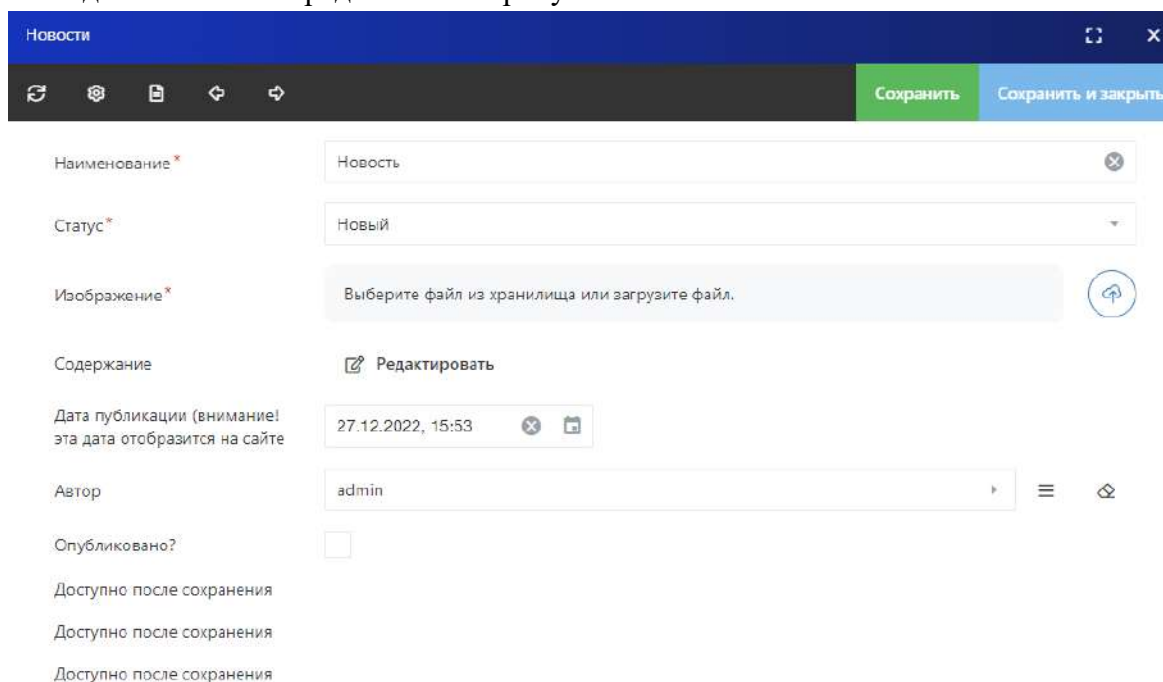 Новости
Сохранить Сохранить и закрыть
Наименование* Новость
Статус* Новый
Изображение* Выберите файл из хранилища или загрузите файл.
Содержание Редактировать
Дата публикации (внимание!
эта дата отобразится на сайте
27.12.2022, 15:53
Автор admin
Опубликовано?
Доступно после сохранения
Доступно после сохранения
Доступно после сохранения